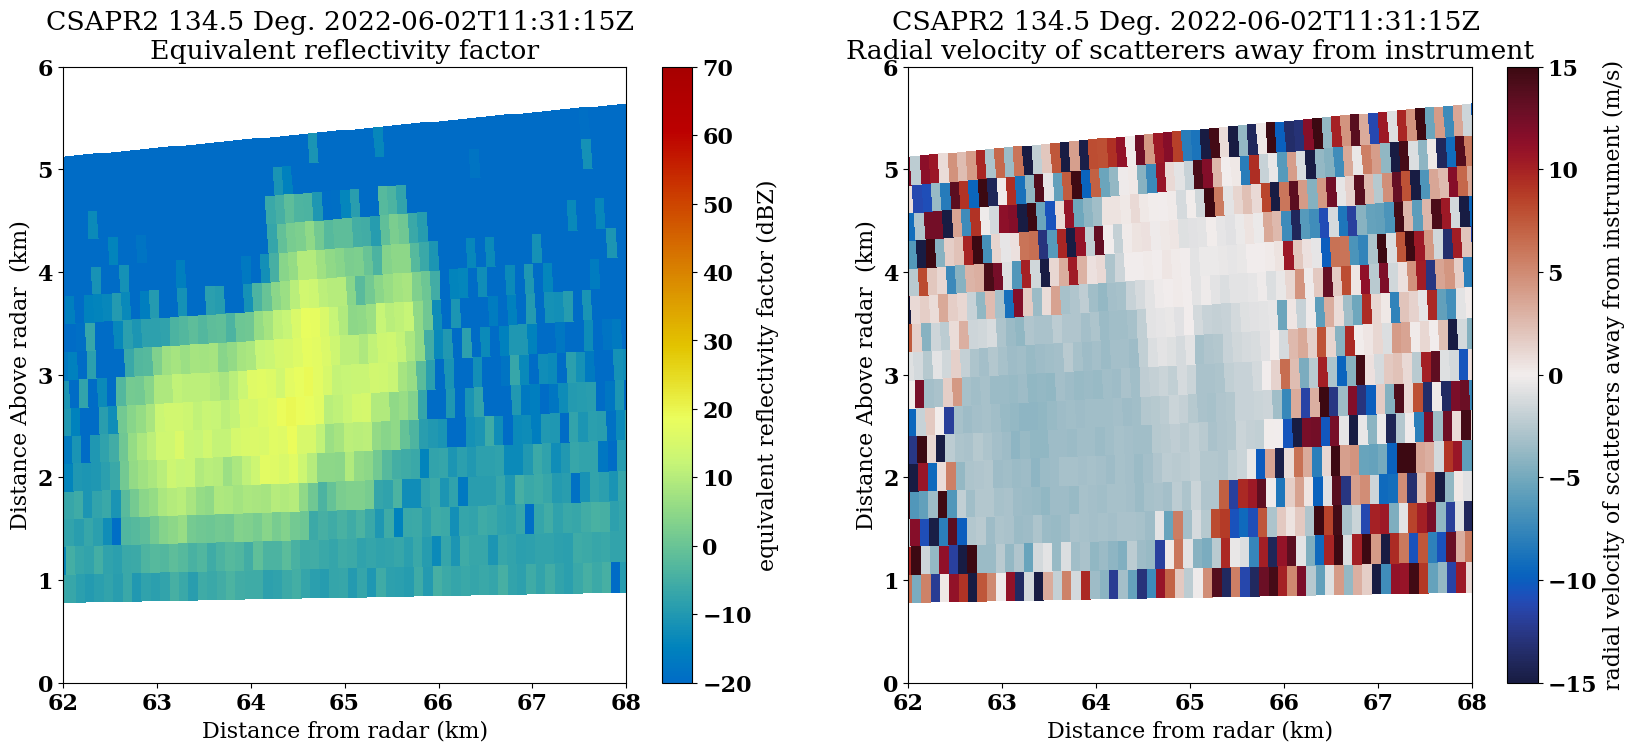 CSAPR2 134.5 Deg. 2022-06-02T11:31:15Z
Equivalent reflectivity factor
6
5
4
3
2
1
0
Distance Above radar  (km)
62 63 64 65 66 67 68
Distance from radar (km)
70
60
50
40
30
20
10
0
−10
−20
equivalent reflectivity factor (dBZ)
CSAPR2 134.5 Deg. 2022-06-02T11:31:15Z
Radial velocity of scatterers away from instrument
6
5
4
3
2
1
0
Distance Above radar  (km)
62 63 64 65 66 67 68
Distance from radar (km)
15
10
5
0
−5
−10
−15
radial velocity of scatterers away from instrument (m/s)